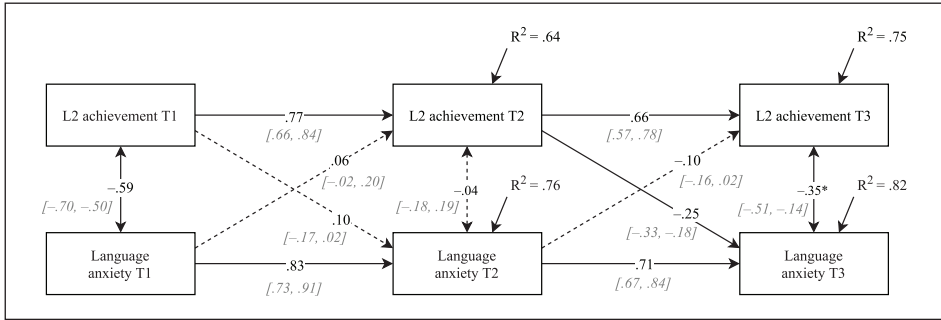 R² = .64
R² = .75
L2 achievement T1
.77
[.66, .84]
L2 achievement T2
.66
[.57, .78]
L2 achievement T3
.06
[–.02, .20]
–.10
[–.16, .02]
–.59
[–.70, –.50]
–.04
[–.18, .19]
R² = .76
–.35*
[–.51, –.14]
R² = .82
.10
[–.17, .02]
–.25
[–.33, –.18]
Language
anxiety T1
.83
[.73, .91]
Language
anxiety T2
.71
[.67, .84]
Language
anxiety T3